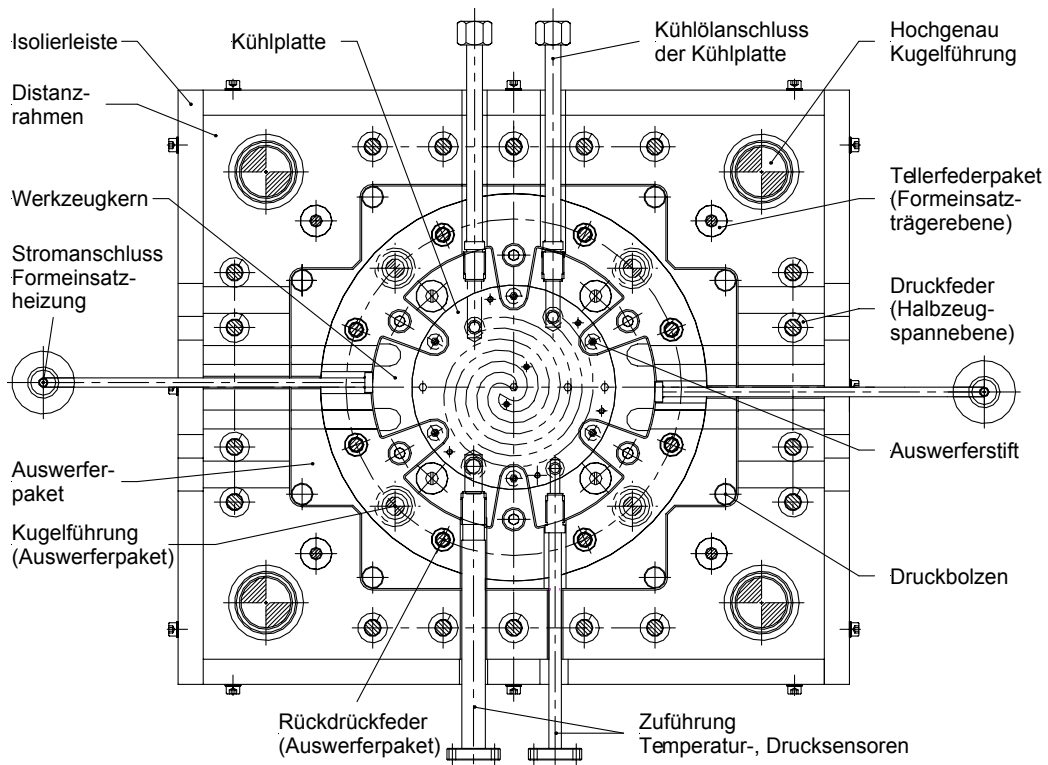 Isolierleiste
Distanz-
rahmen
Werkzeugkern
Stromanschluss
Formeinsatz-
heizung
Auswerfer-
paket
Kugelführung
(Auswerferpaket)
Kühlplatte
Kühlölanschluss
der Kühlplatte
Hochgenau
Kugelführung
Tellerfederpaket
(Formeinsatz-
trägerebene)
Druckfeder
(Halbzeug-
spannebene)
Auswerferstift
Druckbolzen
Rückdrückfeder
(Auswerferpaket)
Zuführung
Temperatur-, Drucksensoren